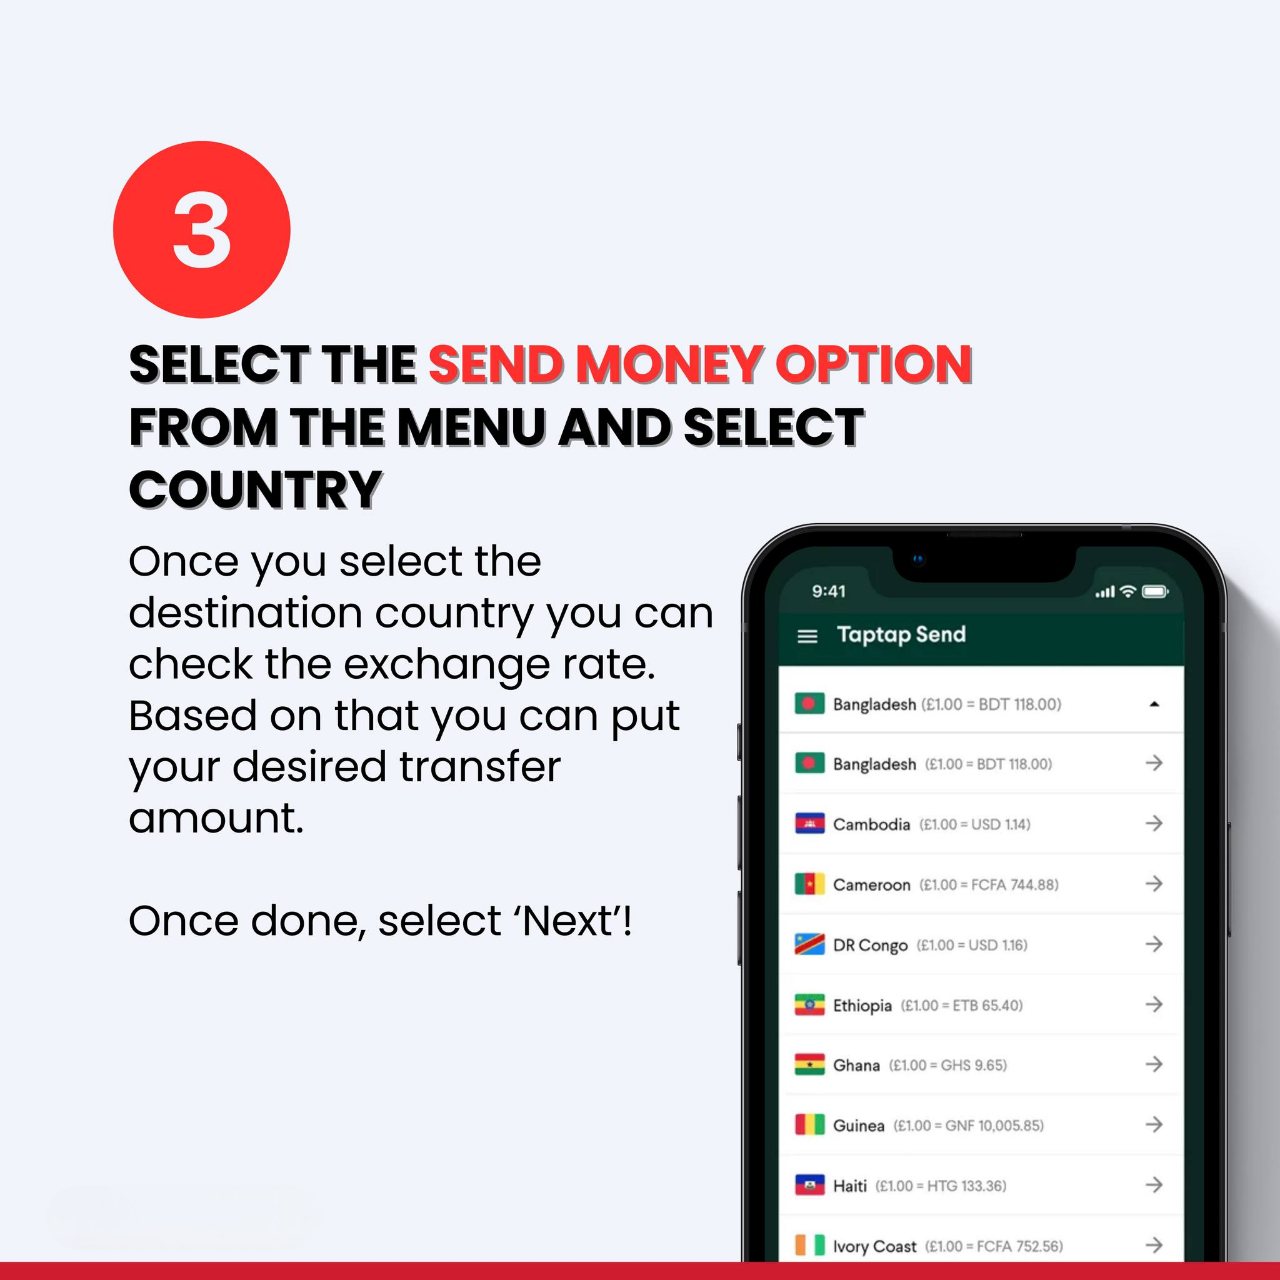 3
SELECT THE SEND MONEY OPTION
FROM THE MENU AND SELECT
COUNTRY
Once you select the
destination country you can
check the exchange rate.
Based on that you can put
your desired transfer
amount.
Once done, select ‘Next’!
9:41
Taptap Send
Bangladesh (£1.00 = BDT 118.00)
Bangladesh (£1.00 = BDT 118.00)
Cambodia (£1.00 = USD 1.14)
Cameroon (£1.00 = FCFA 744.88)
DR Congo (£1.00 = USD 1.16)
Ethiopia (£1.00 = ETB 65.40)
Ghana (£1.00 = GHS 9.65)
Guinea (£1.00 = GNF 10,005.85)
Haiti (£1.00 = HTG 133.36)
Ivory Coast (£1.00 = FCFA 752.56)